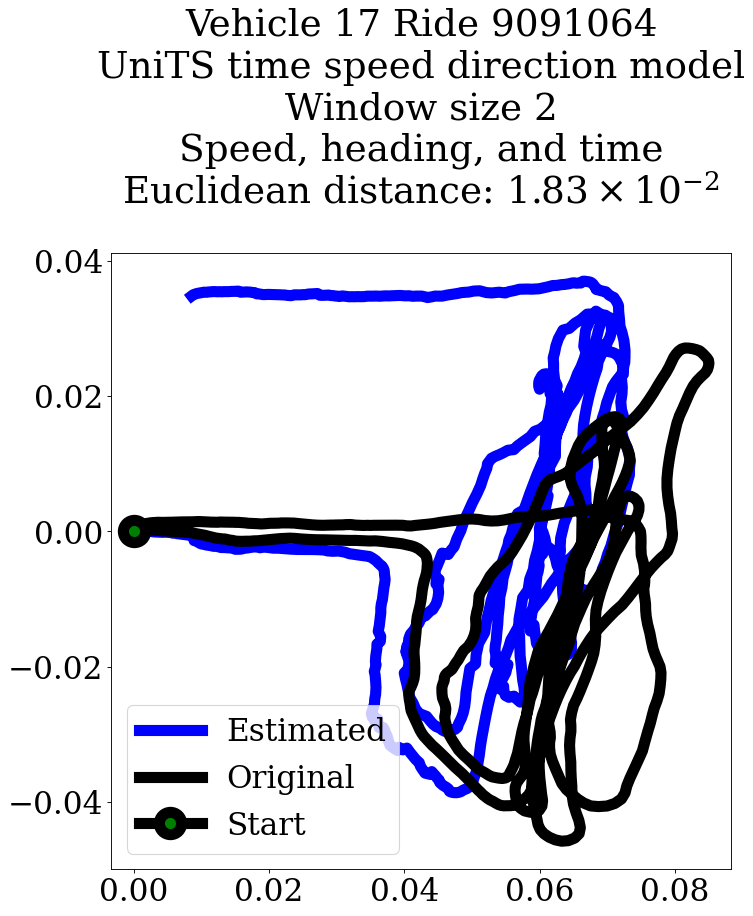 Vehicle 17 Ride 9091064
UniTS time speed direction model
Window size 2
Speed, heading, and time
Euclidean distance: 1.83 × 10⁻²
0.04
0.02
0.00
−0.02
−0.04
Estimated
Original
Start
0.00 0.02 0.04 0.06 0.08